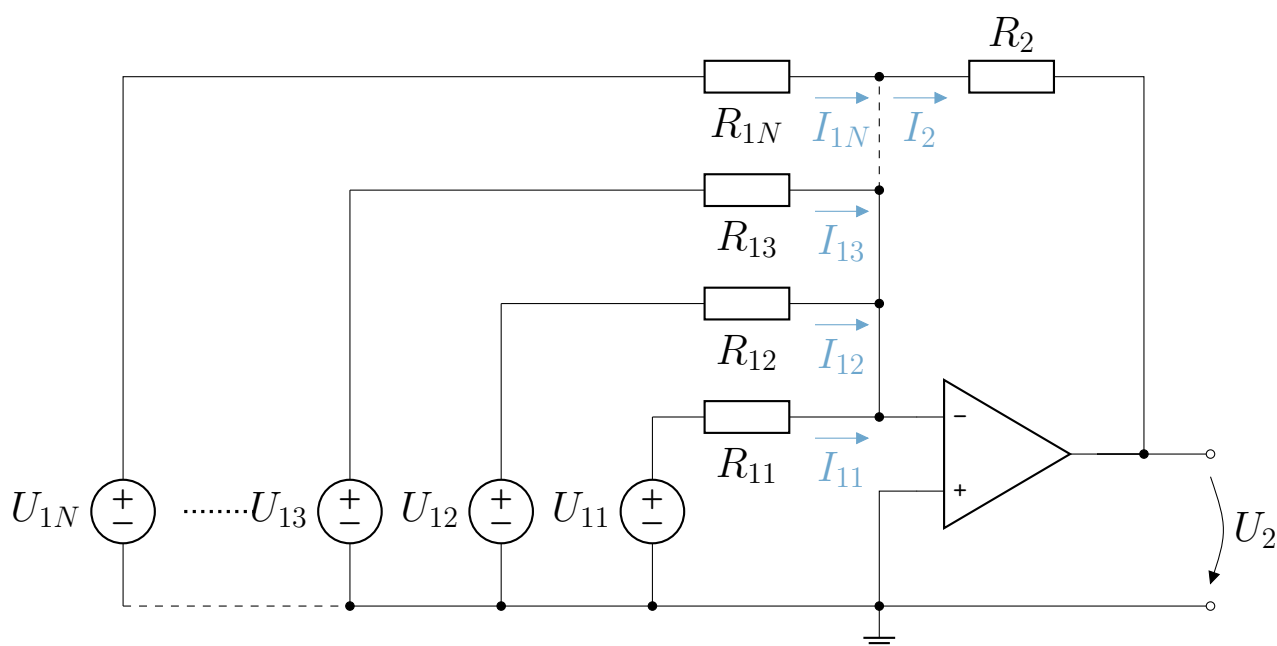 R₂
R₁N
I₁N
I₂
R₁₃
I₁₃
R₁₂
I₁₂
R₁₁
I₁₁
−
+
U₁N
+
−
........
U₁₃
+
−
U₁₂
+
−
U₁₁
+
−
U₂